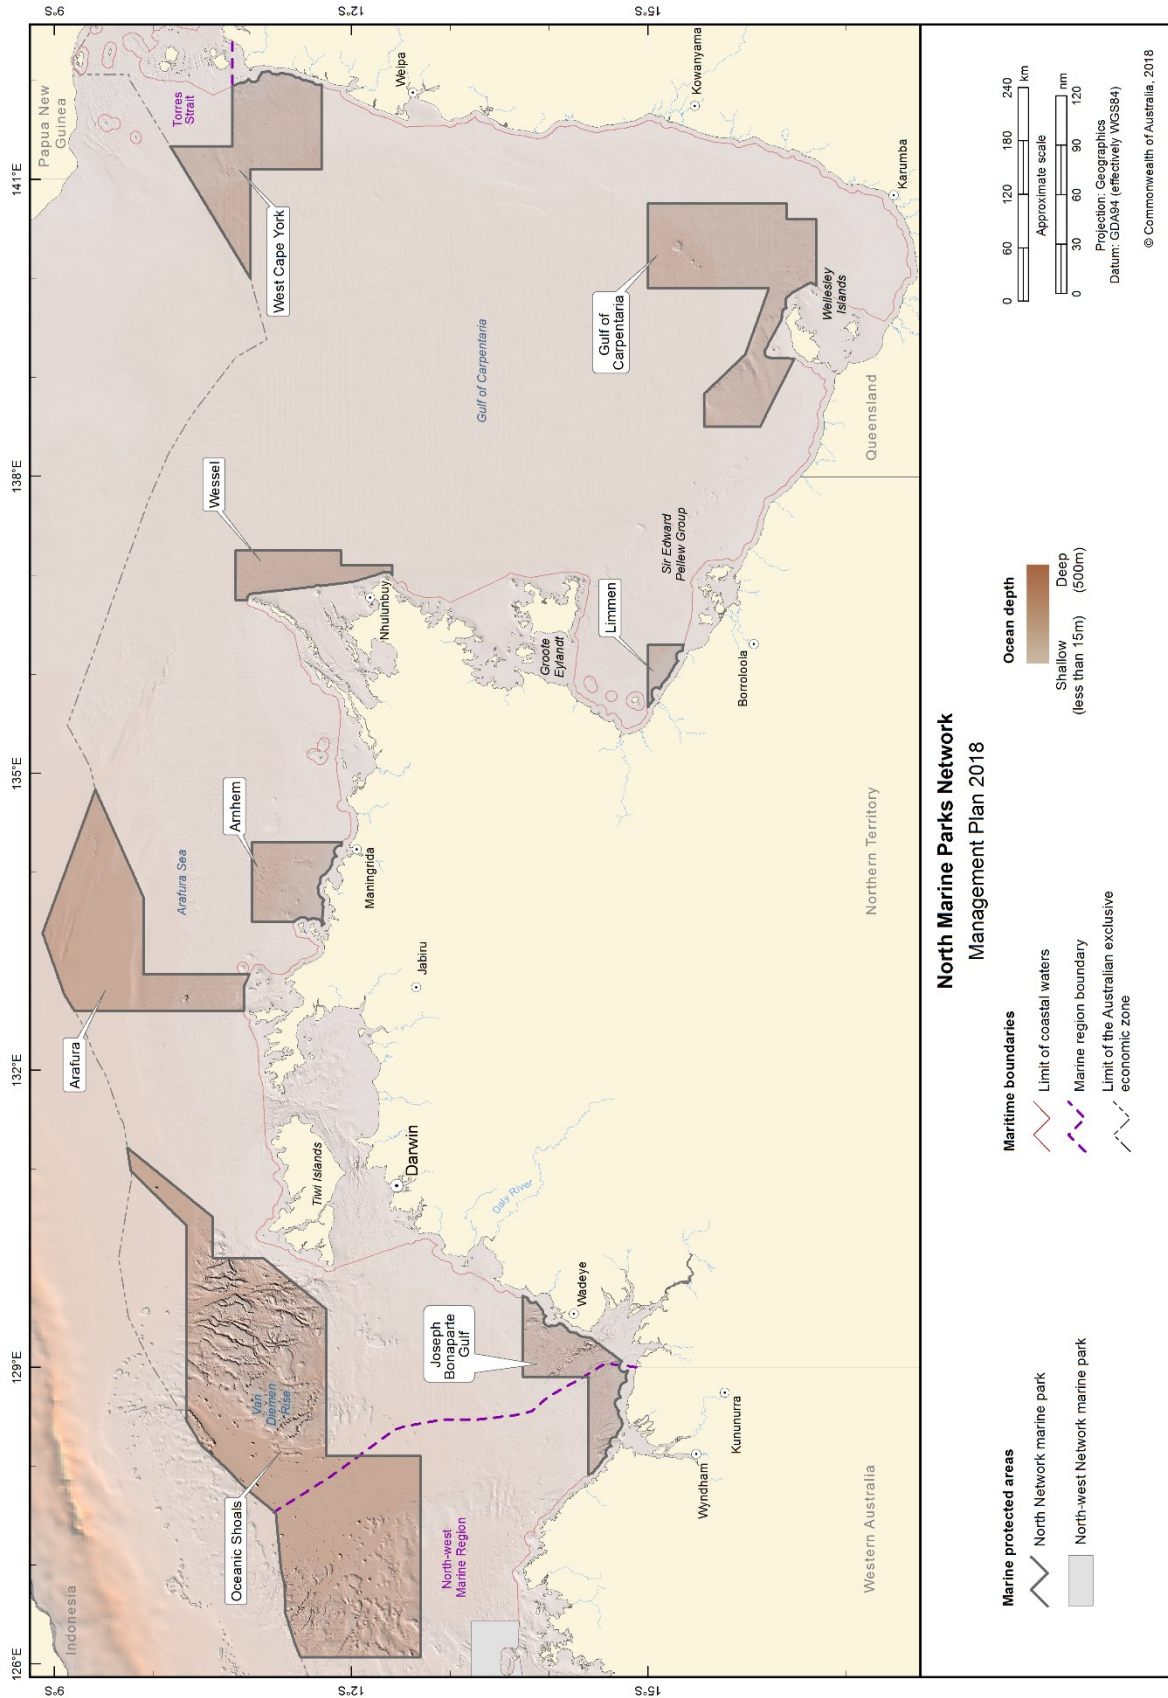 126°E
129°E
132°E
135°E
138°E
141°E
9°S
9°S
Indonesia
Papua New
Guinea
Torres
Strait
Arafura
Arafura Sea
Wessel
West Cape York
Oceanic Shoals
Van
Diemen
Rise
Arnhem
Tiwi Islands
12°S
12°S
Darwin
Maningrida
Nhulunbuy
Weipa
Jabiru
North-west
Marine Region
Joseph
Bonaparte
Gulf
Daly River
Gulf of Carpentaria
Groote
Eylandt
Wadeye
Limmen
Gulf of
Carpentaria
15°S
15°S
Sir Edward
Pellew Group
Wyndham
Kununurra
Borroloola
Kowanyama
Wellesley
Islands
Karumba
Western Australia
Northern Territory
Queensland
North Marine Parks Network
Management Plan 2018
Marine protected areas
North Network marine park
North-west Network marine park
Maritime boundaries
Limit of coastal waters
Marine region boundary
Limit of the Australian exclusive
economic zone
Ocean depth
Shallow
(less than 15m)
Deep
(500m)
0 60 120 180 240
km
Approximate scale
0 30 60 90 120
nm
Projection: Geographics
Datum: GDA94 (effectively WGS84)
© Commonwealth of Australia, 2018